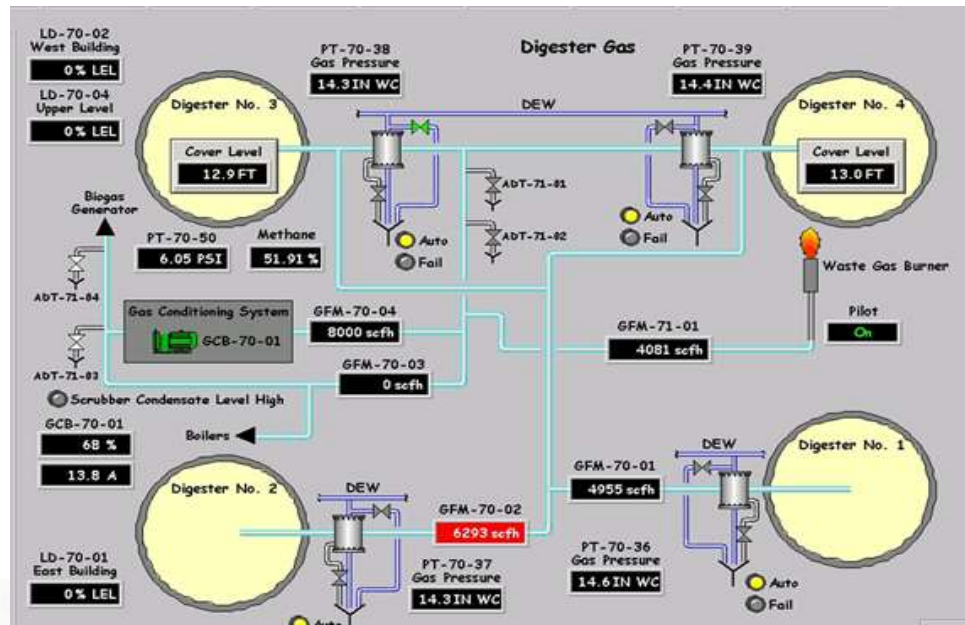 LD-70-02
West Building
0% LEL
LD-70-04
Upper Level
0% LEL
PT-70-38
Gas Pressure
14.3IN WC
Digester Gas
PT-70-39
Gas Pressure
14.4IN WC
DEW
Digester No. 3
Cover Level
12.9FT
Digester No. 4
Cover Level
13.0FT
Biogas
Generator
PT-70-50
6.05 PSI
Methane
51.91 %
Auto
Fail
ADT-71-01
ADT-71-02
Auto
Fail
Waste Gas Burner
Pilot
On
ADT-71-04
Gas Conditioning System
GCB-70-01
GFM-70-04
8000 scfh
GFM-71-01
4081 scfh
ADT-71-03
GFM-70-03
0 scfh
Scrubber Condensate Level High
GCB-70-01
68 %
13.8 A
Boilers
Digester No. 2
DEW
GFM-70-02
6293 scfh
GFM-70-01
4955 scfh
DEW
Digester No. 1
PT-70-37
Gas Pressure
14.3IN WC
PT-70-36
Gas Pressure
14.6IN WC
Auto
Fail
LD-70-01
East Building
0% LEL
Auto